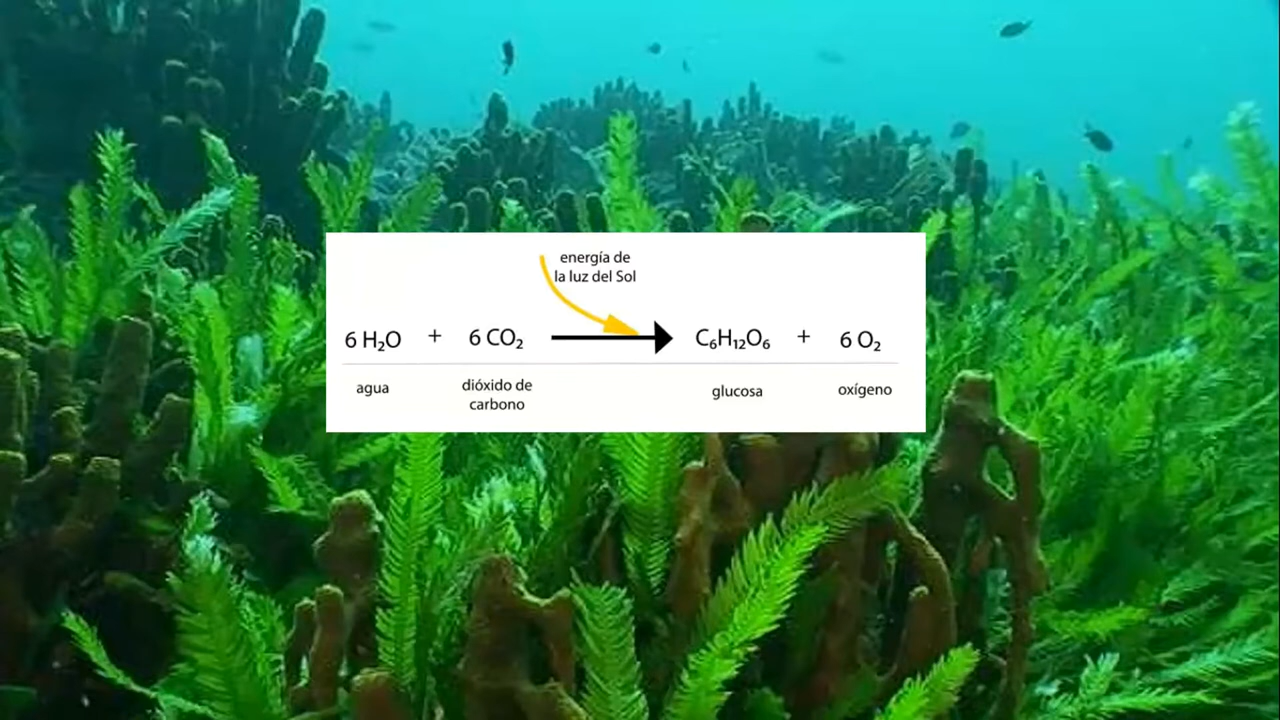 energía de
la luz del Sol
6 H₂O + 6 CO₂ C₆H₁₂O₆ + 6 O₂
agua dióxido de carbono glucosa oxígeno